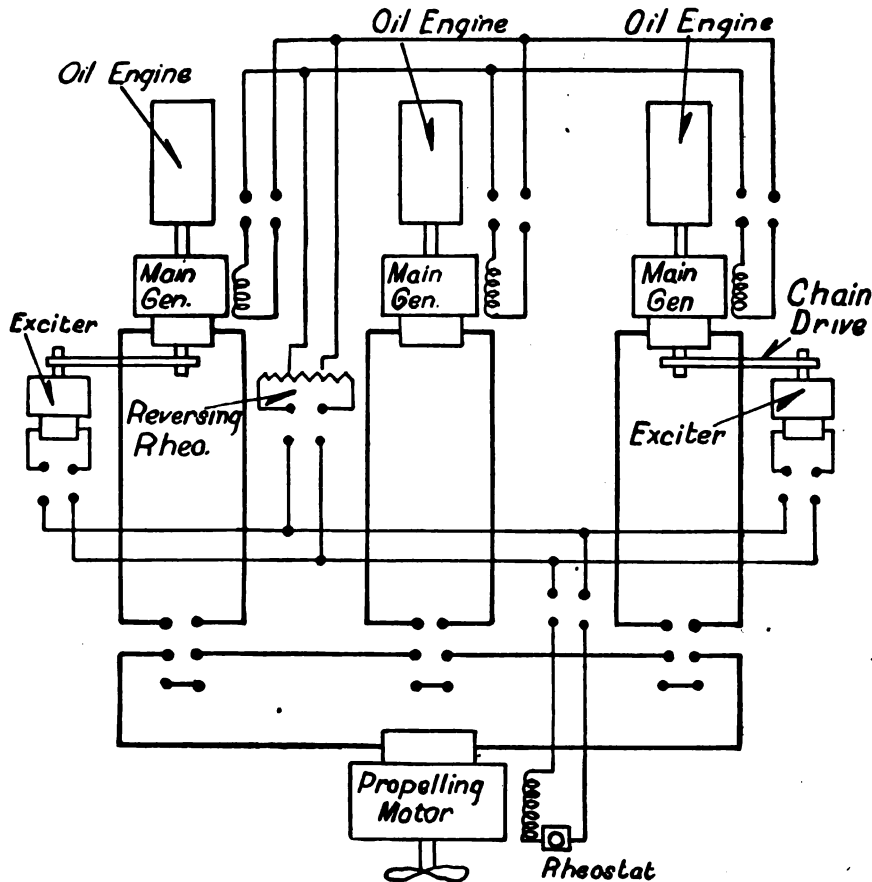 Oil Engine
Oil Engine
Oil Engine
Main
Gen.
Main
Gen.
Main
Gen
Chain
Drive
Exciter
Reversing
Rheo.
Exciter
Propelling
Motor
Rheostat